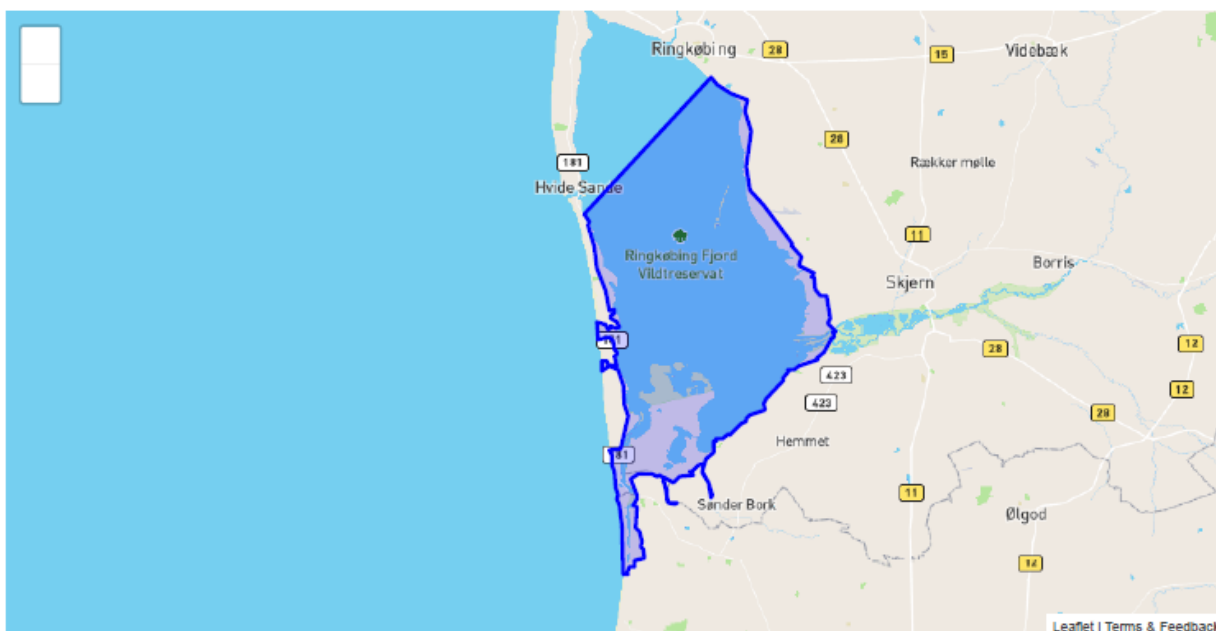 Ringkøbing
28
15
Videbæk
28
181
Rækker mølle
Hvide Sande
11
Ringkøbing Fjord
Vildtreservat
Borris
Skjern
181
28
12
423
12
423
28
Hemmet
181
11
Sønder Bork
Ølgod
Leaflet | Terms & Feedback